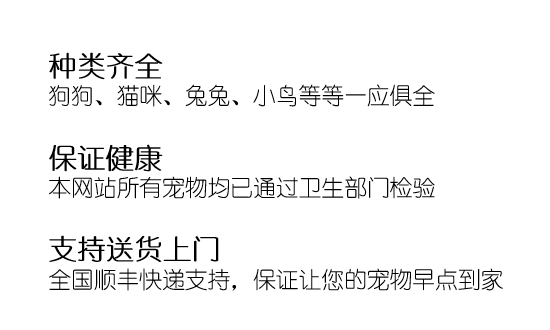 种类齐全
狗狗、猫咪、兔兔、小鸟等等一应俱全
保证健康
本网站所有宠物均已通过卫生部门检验
支持送货上门
全国顺丰快递支持，保证让您的宠物早点到家